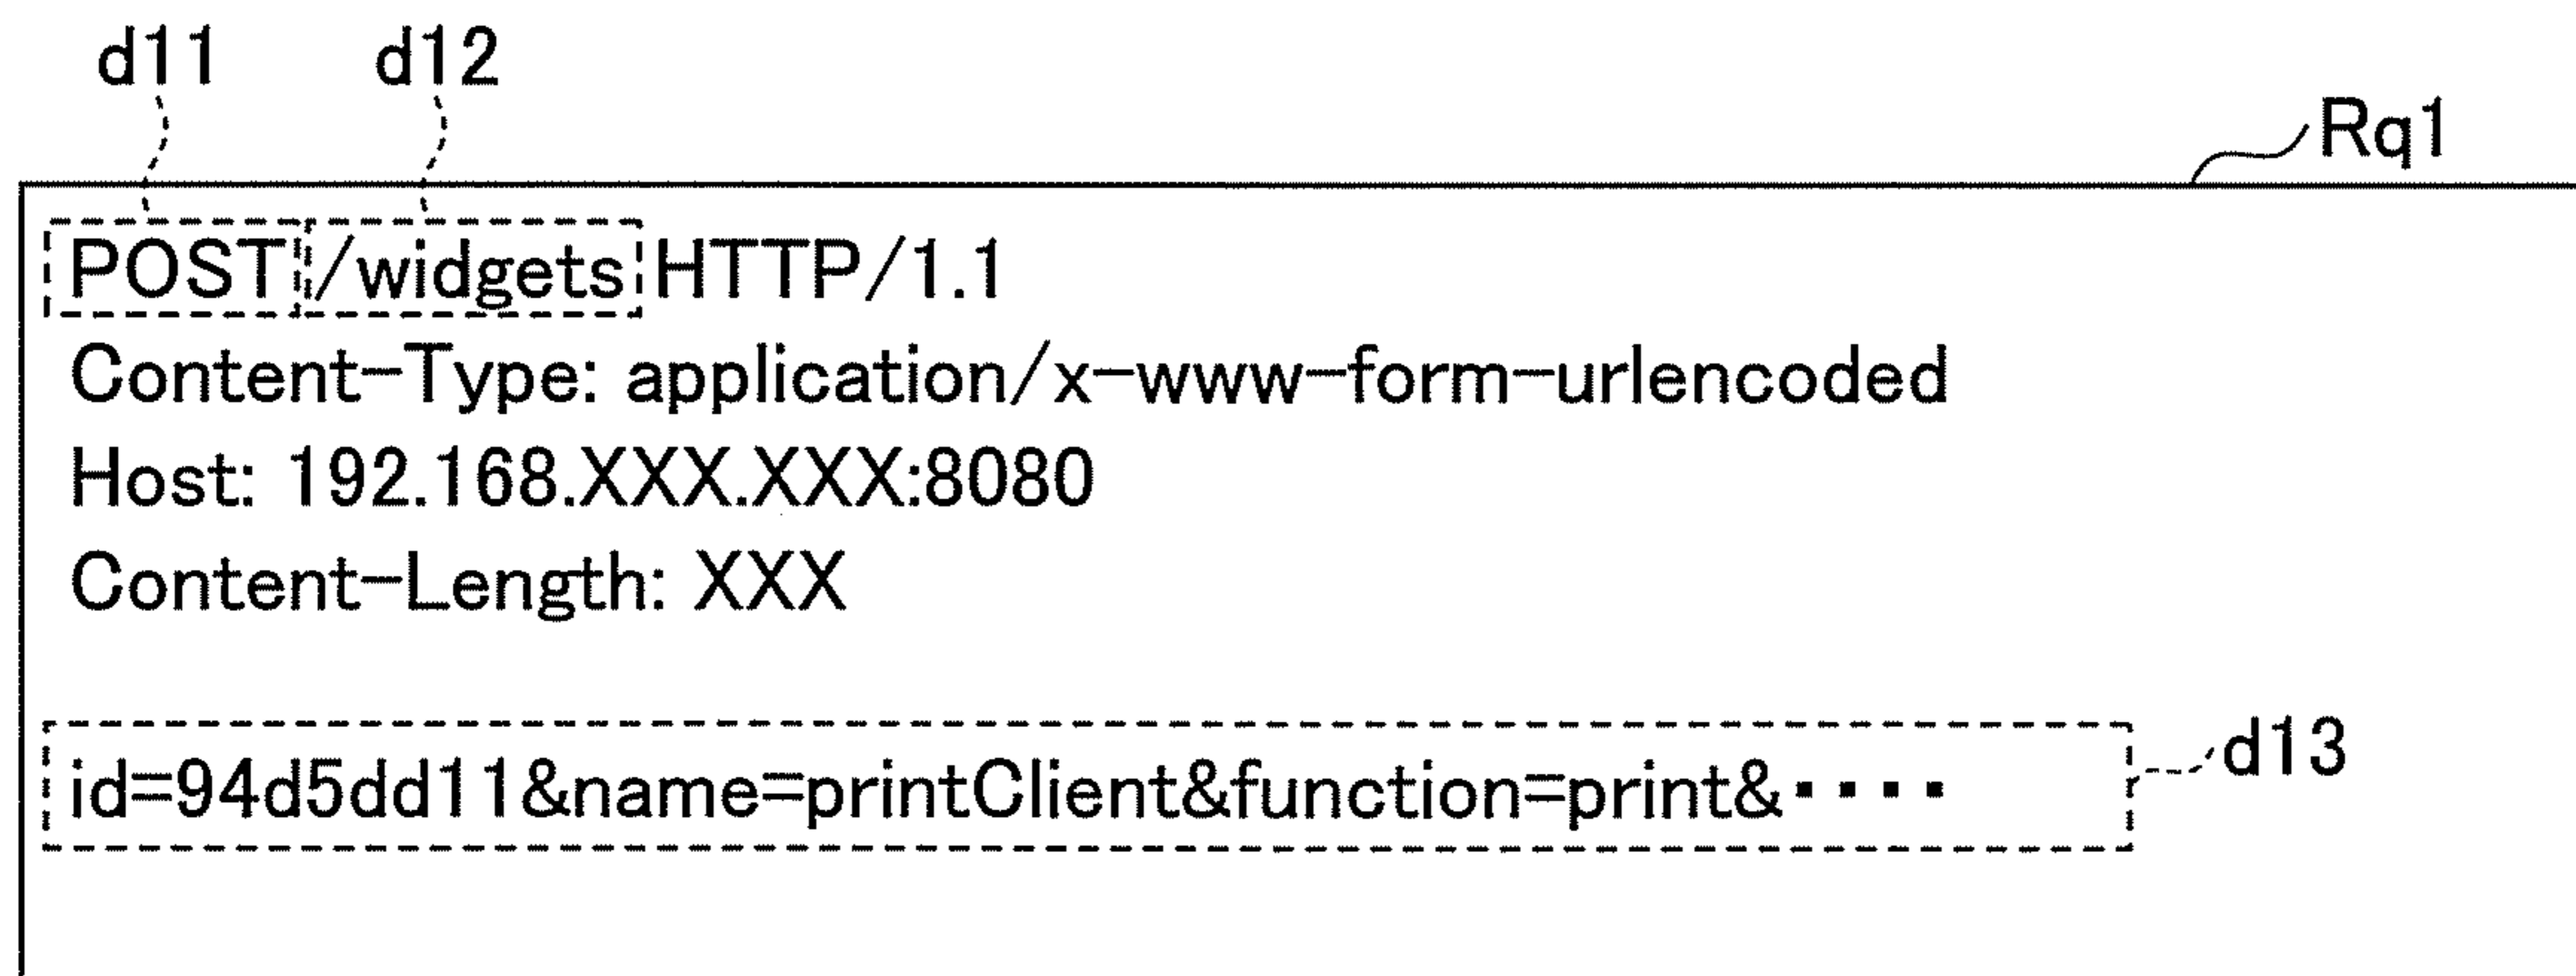 d11 d12
Rq1
POST /widgets HTTP/1.1
Content-Type: application/x-www-form-urlencoded
Host: 192.168.XXX.XXX:8080
Content-Length: XXX
id=94d5dd11&name=printClient&function=print&････
d13